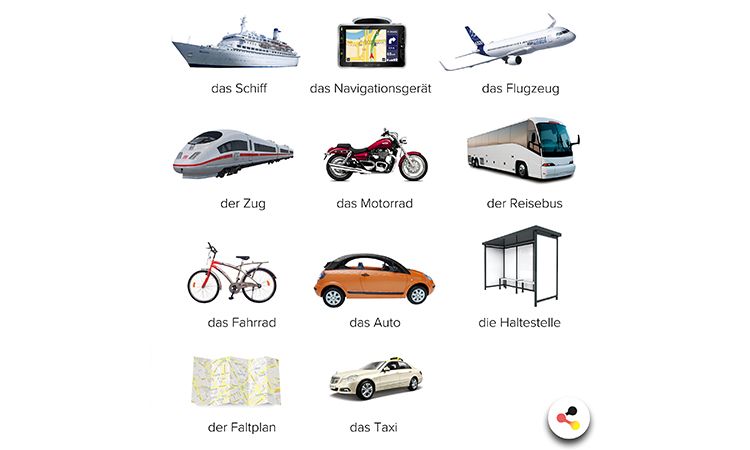 das Schiff
das Navigationsgerät
das Flugzeug
der Zug
das Motorrad
der Reisebus
das Fahrrad
das Auto
die Haltestelle
der Faltplan
das Taxi